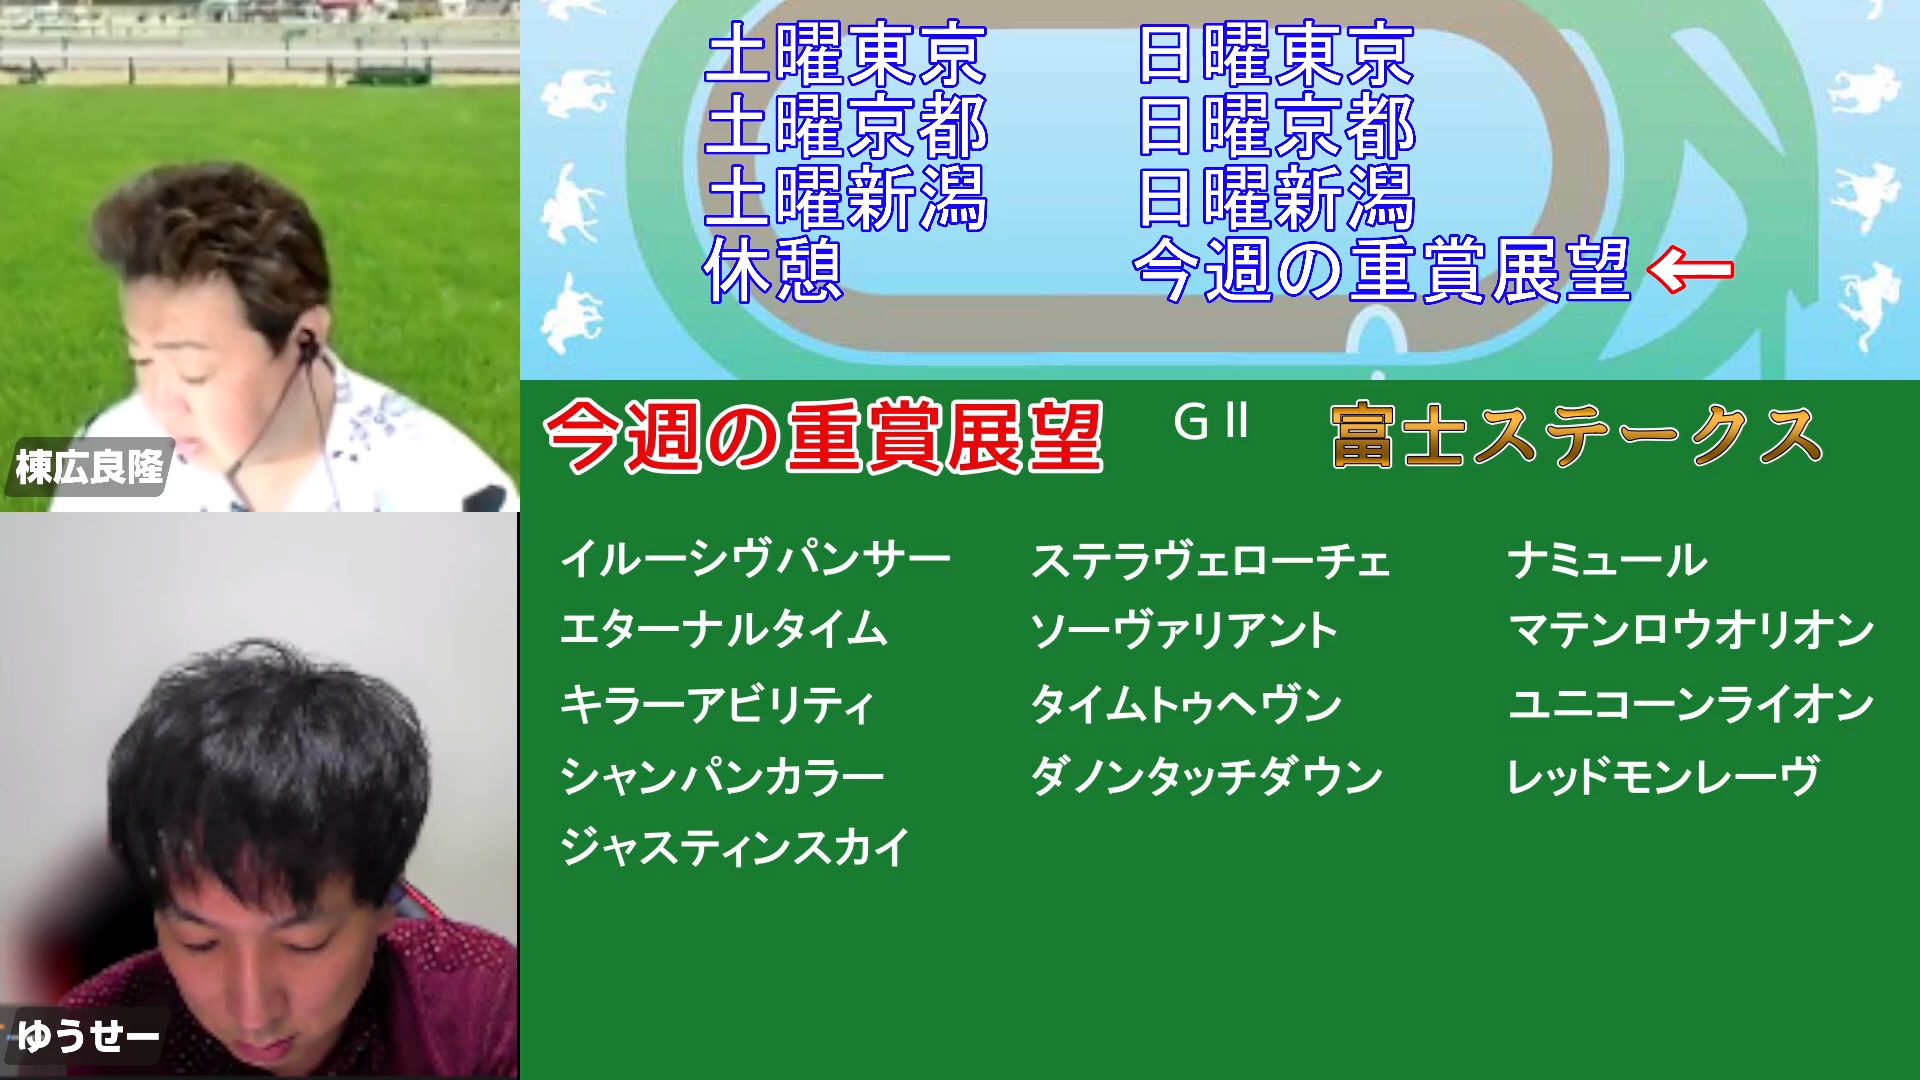 土曜東京 日曜東京
土曜京都 日曜京都
土曜新潟 日曜新潟
休憩 今週の重賞展望←
今週の重賞展望 GⅡ 富士ステークス
イルーシヴパンサー ステラヴェローチェ ナミュール
エターナルタイム ソーヴァリアント マテンロウオリオン
キラーアビリティ タイムトゥヘヴン ユニコーンライオン
シャンパンカラー ダノンタッチダウン レッドモンレーヴ
ジャスティンスカイ
棟広良隆
ゆうせー